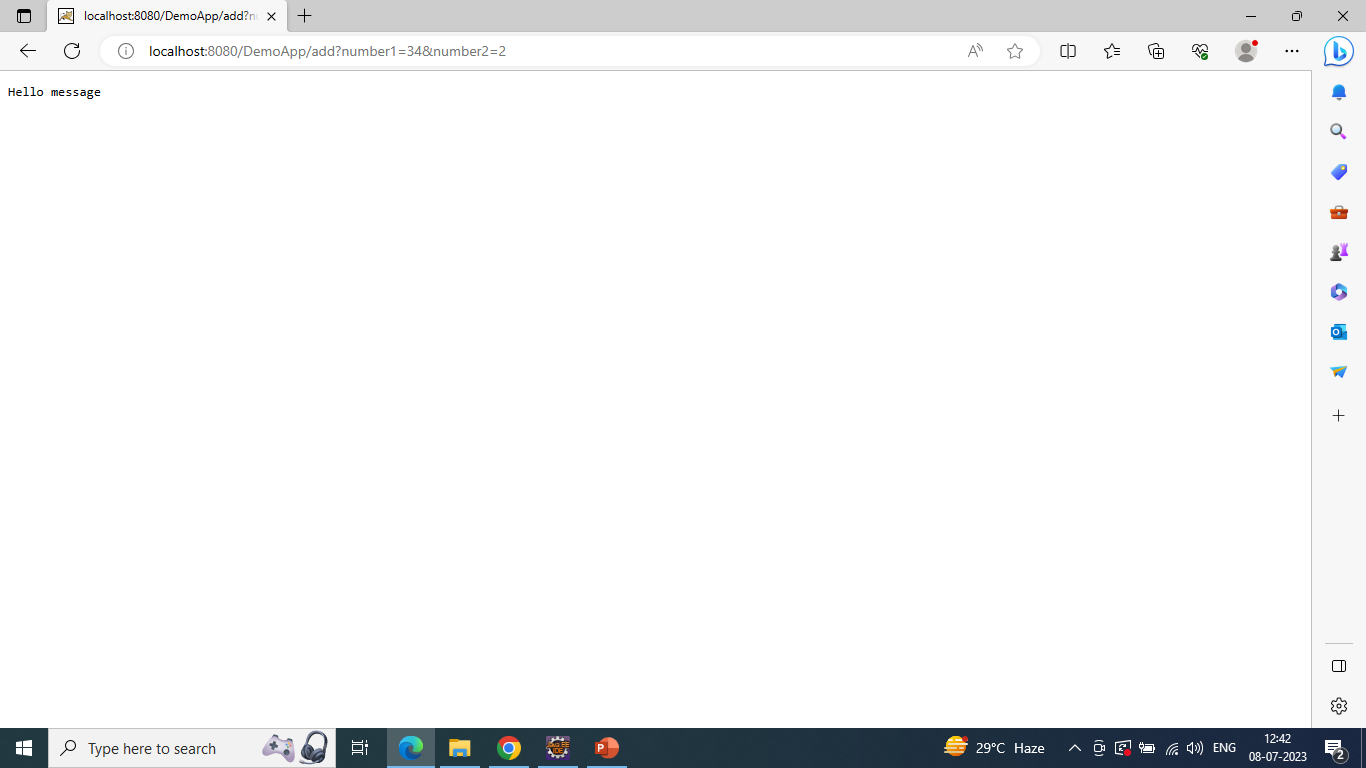 localhost:8080/DemoApp/add?nu
localhost:8080/DemoApp/add?number1=34&number2=2
Hello message
Type here to search
29°C Haze
ENG
12:42
08-07-2023
2